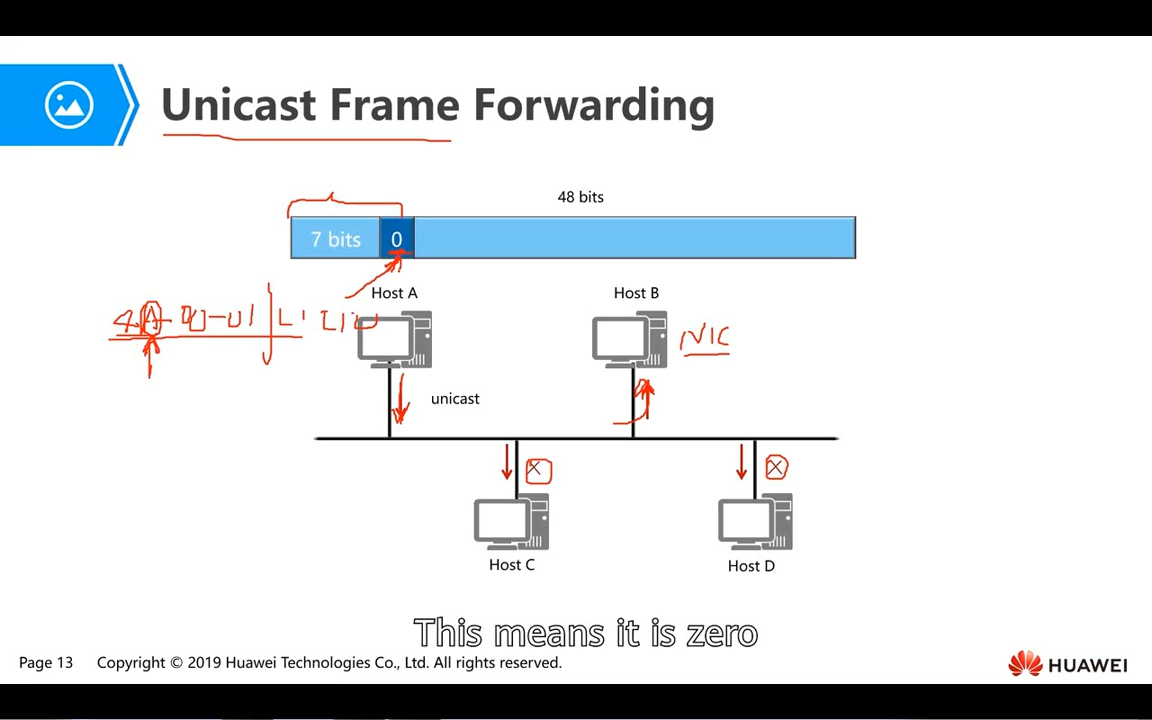 Unicast Frame Forwarding
48 bits
7 bits 0
Host A
Host B
NIC
unicast
Host C
Host D
This means it is zero
Page 13 Copyright © 2019 Huawei Technologies Co., Ltd. All rights reserved.
HUAWEI